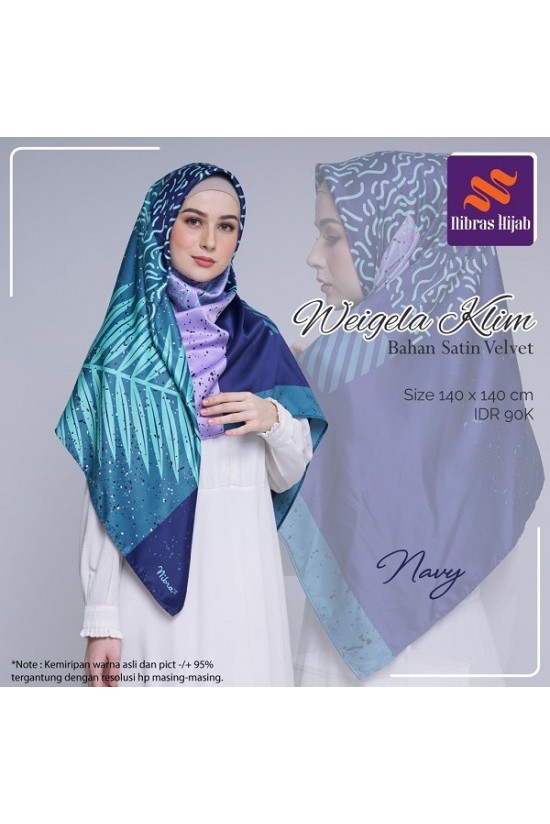 Nibras Hijab
Weigela Klim
Bahan Satin Velvet
Size 140 x 140 cm
IDR 90K
Navy
Nibras
*Note : Kemiripan warna asli dan pict -/+ 95%
tergantung dengan resolusi hp masing-masing.